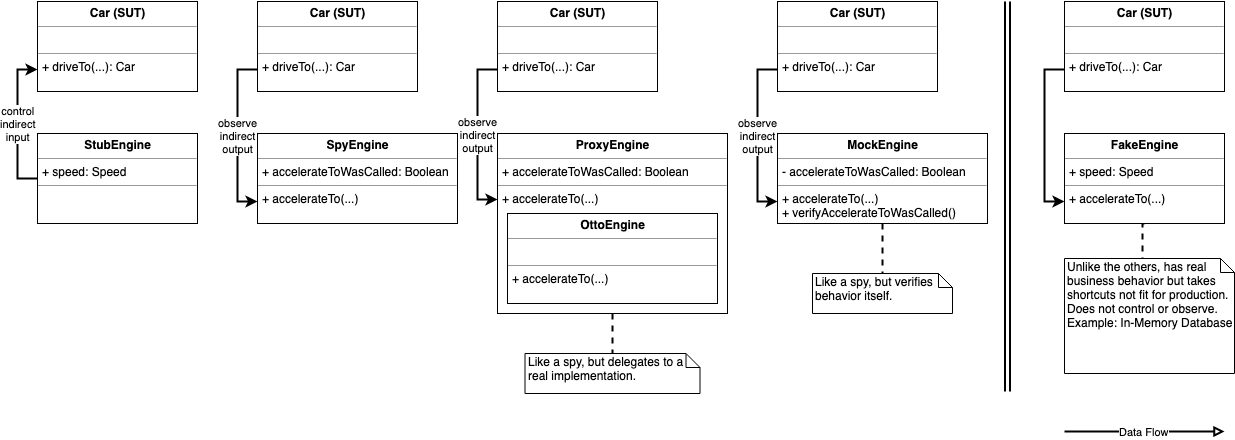 Car (SUT)
+ driveTo(...): Car
control
indirect
input
StubEngine
+ speed: Speed
Car (SUT)
+ driveTo(...): Car
observe
indirect
output
SpyEngine
+ accelerateToWasCalled: Boolean
+ accelerateTo(...)
Car (SUT)
+ driveTo(...): Car
observe
indirect
output
ProxyEngine
+ accelerateToWasCalled: Boolean
+ accelerateTo(...)
OttoEngine
+ accelerateTo(...)
Like a spy, but delegates to a
real implementation.
Car (SUT)
+ driveTo(...): Car
observe
indirect
output
MockEngine
- accelerateToWasCalled: Boolean
+ accelerateTo(...)
+ verifyAccelerateToWasCalled()
Like a spy, but verifies
behavior itself.
Car (SUT)
+ driveTo(...): Car
FakeEngine
+ speed: Speed
+ accelerateTo(...)
Unlike the others, has real
business behavior but takes
shortcuts not fit for production.
Does not control or observe.
Example: In-Memory Database
Data Flow